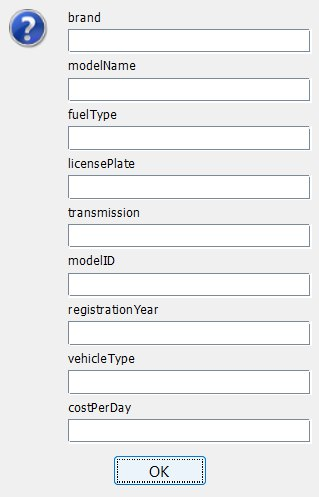 brand
modelName
fuelType
licensePlate
transmission
modelID
registrationYear
vehicleType
costPerDay
OK